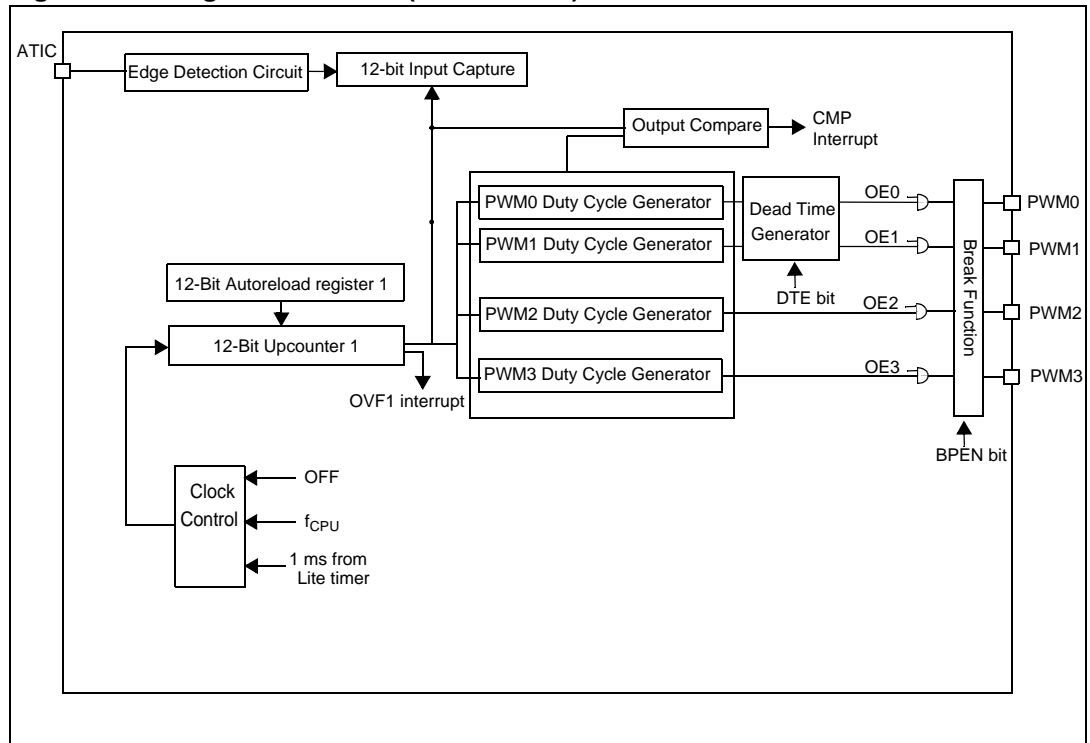 ATIC
Edge Detection Circuit
12-bit Input Capture
Output Compare
CMP
Interrupt
PWM0 Duty Cycle Generator
PWM1 Duty Cycle Generator
PWM2 Duty Cycle Generator
PWM3 Duty Cycle Generator
Dead Time
Generator
DTE bit
OE0
OE1
OE2
OE3
Break Function
BPEN bit
PWM0
PWM1
PWM2
PWM3
12-Bit Autoreload register 1
12-Bit Upcounter 1
OVF1 interrupt
Clock
Control
OFF
fCPU
1 ms from
Lite timer